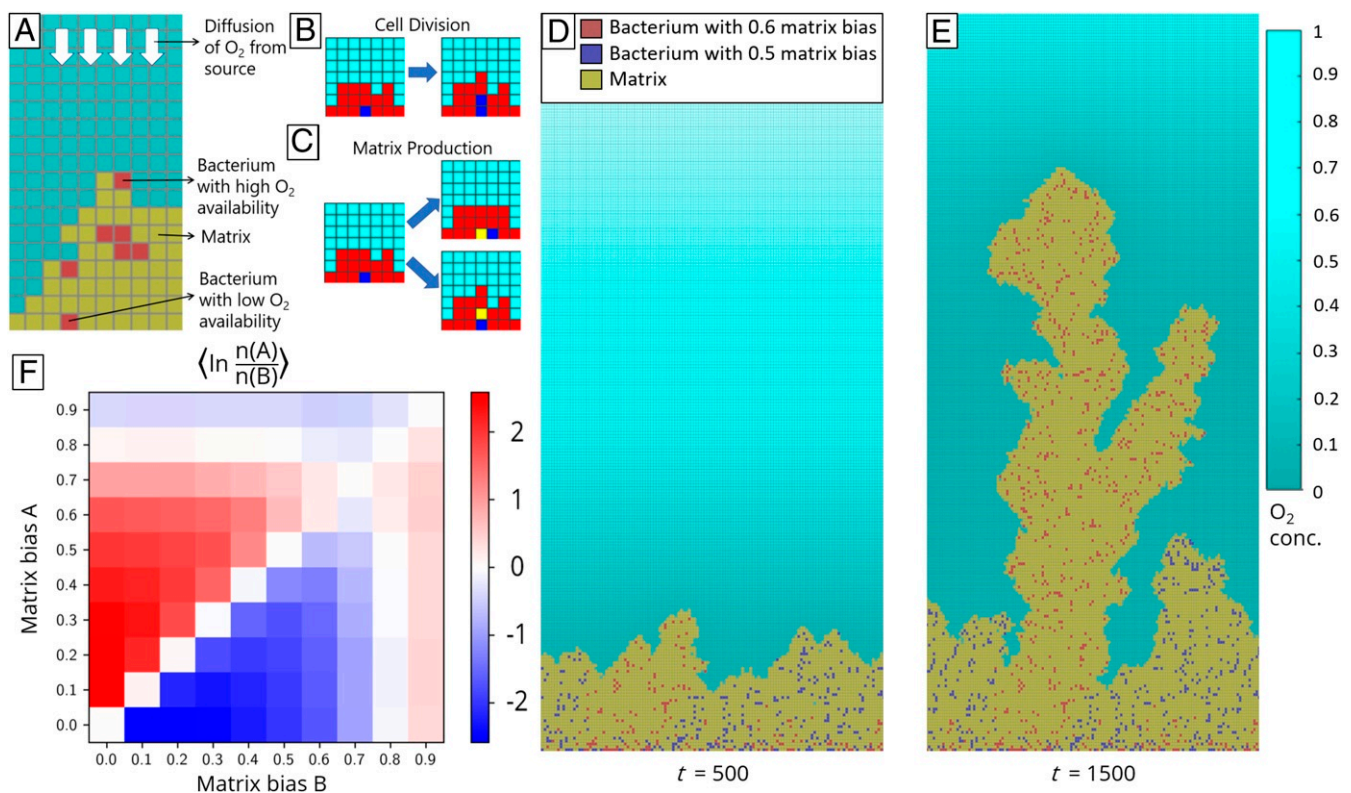 A
Diffusion
of O₂ from
source
Bacterium
with high O₂
availability
Matrix
Bacterium
with low O₂
availability
B
Cell Division
C
Matrix Production
D
Bacterium with 0.6 matrix bias
Bacterium with 0.5 matrix bias
Matrix
t = 500
E
t = 1500
1
0.9
0.8
0.7
0.6
0.5
0.4
0.3
0.2
0.1
0
O₂
conc.
F
⟨ln n(A)/n(B)⟩
Matrix bias A
0.9
0.8
0.7
0.6
0.5
0.4
0.3
0.2
0.1
0.0
0.0 0.1 0.2 0.3 0.4 0.5 0.6 0.7 0.8 0.9
Matrix bias B
2
1
0
-1
-2